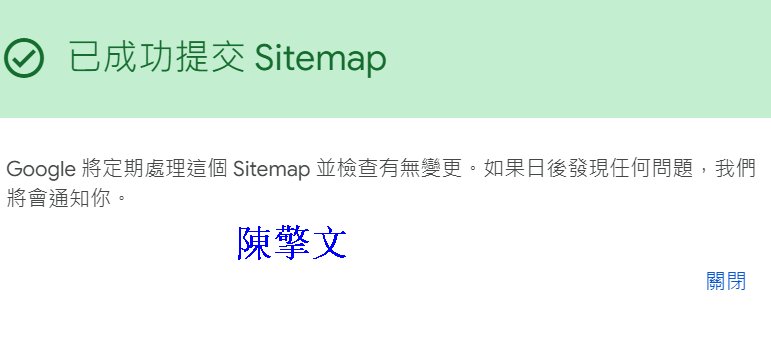 已成功提交 Sitemap
Google 將定期處理這個 Sitemap 並檢查有無變更。如果日後發現任何問題，我們
將會通知你。
陳擎文
關閉